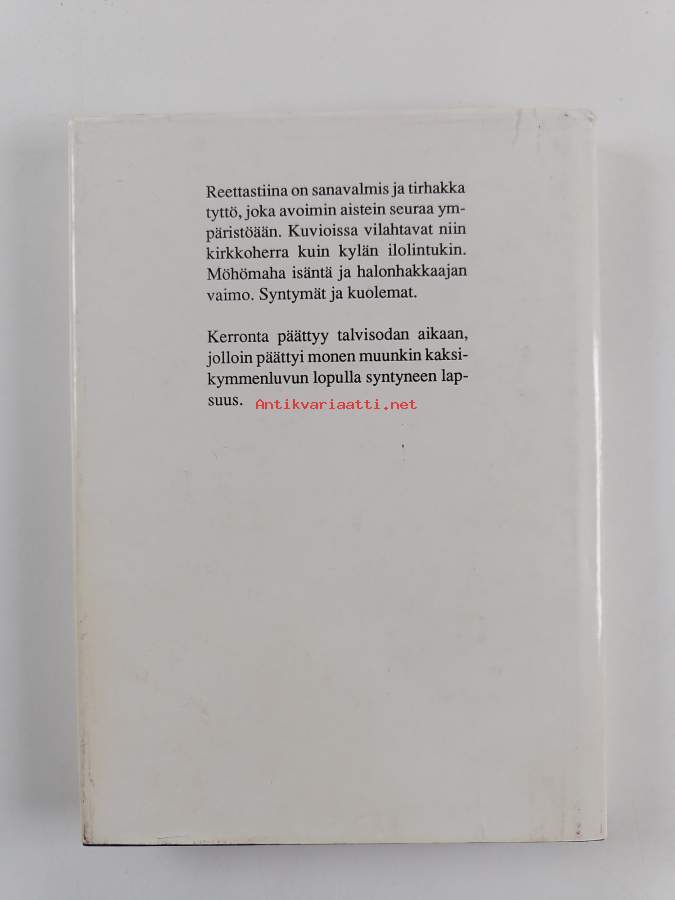 Reettastiina on sanavalmis ja tirhakka
tyttö, joka avoimin aistein seuraa ym-
päristöään. Kuvioissa vilahtavat niin
kirkkoherra kuin kylän ilolintukin.
Möhömaha isäntä ja halonhakkaajan
vaimo. Syntymät ja kuolemat.
Kerronta päättyy talvisodan aikaan,
jolloin päättyi monen muunkin kaksi-
kymmenluvun lopulla syntyneen lap-
suus.
Antikvariaatti.net